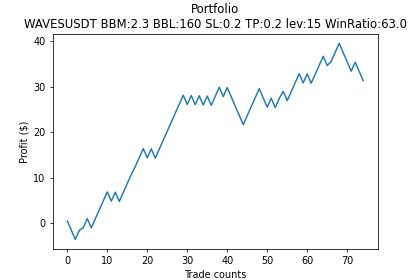 Portfolio
WAVESUSDT BBM:2.3 BBL:160 SL:0.2 TP:0.2 lev:15 WinRatio:63.0
40
30
20
10
0
Profit ($)
0 10 20 30 40 50 60 70
Trade counts